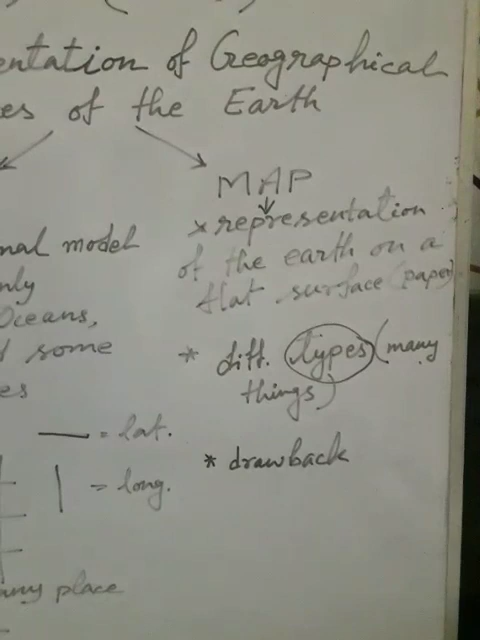 entation of Geographical
es of the Earth
MAP
* representation
of the earth on a
flat surface (paper)
* diff. types (many
things)
* drawback
nal model
nly
Oceans,
some
es
— = lat.
| = long.
any place